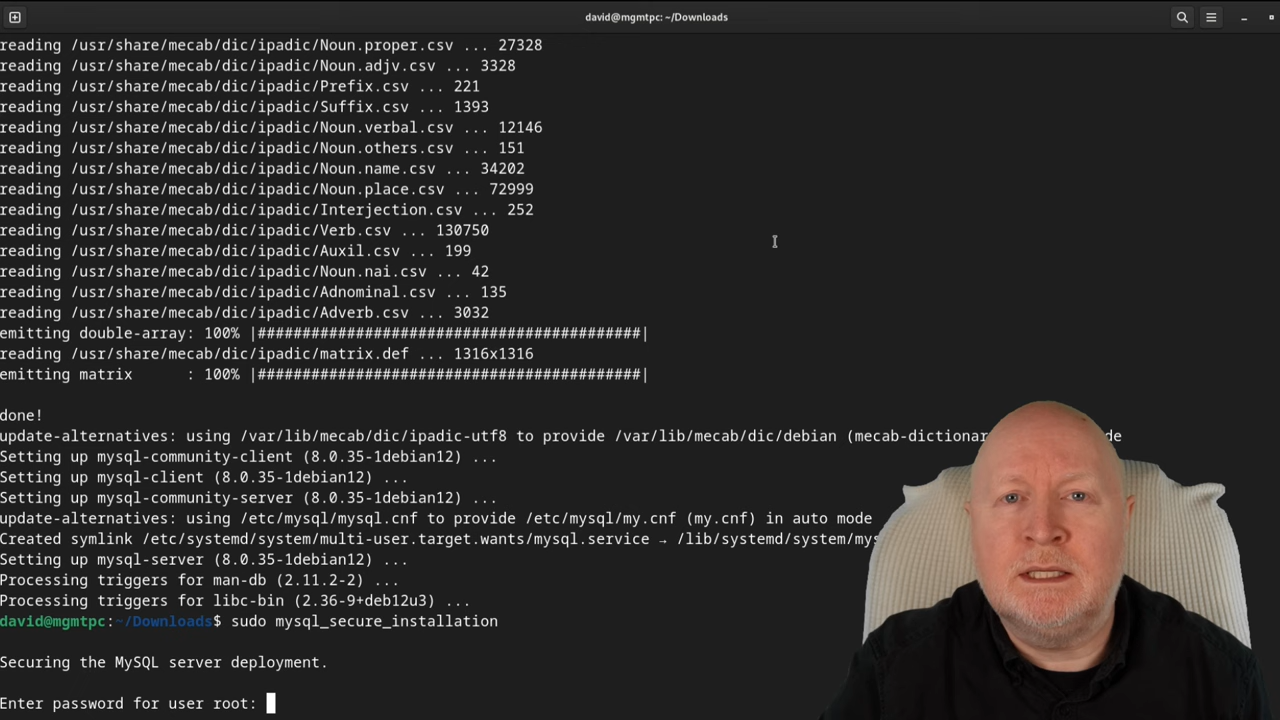 david@mgmtpc: ~/Downloads
reading /usr/share/mecab/dic/ipadic/Noun.proper.csv ... 27328
reading /usr/share/mecab/dic/ipadic/Noun.adjv.csv ... 3328
reading /usr/share/mecab/dic/ipadic/Prefix.csv ... 221
reading /usr/share/mecab/dic/ipadic/Suffix.csv ... 1393
reading /usr/share/mecab/dic/ipadic/Noun.verbal.csv ... 12146
reading /usr/share/mecab/dic/ipadic/Noun.others.csv ... 151
reading /usr/share/mecab/dic/ipadic/Noun.name.csv ... 34202
reading /usr/share/mecab/dic/ipadic/Noun.place.csv ... 72999
reading /usr/share/mecab/dic/ipadic/Interjection.csv ... 252
reading /usr/share/mecab/dic/ipadic/Verb.csv ... 130750
reading /usr/share/mecab/dic/ipadic/Auxil.csv ... 199
reading /usr/share/mecab/dic/ipadic/Noun.nai.csv ... 42
reading /usr/share/mecab/dic/ipadic/Adnominal.csv ... 135
reading /usr/share/mecab/dic/ipadic/Adverb.csv ... 3032
emitting double-array: 100% |###########################################|
reading /usr/share/mecab/dic/ipadic/matrix.def ... 1316x1316
emitting matrix      : 100% |###########################################|
done!
update-alternatives: using /var/lib/mecab/dic/ipadic-utf8 to provide /var/lib/mecab/dic/debian (mecab-dictionar de
Setting up mysql-community-client (8.0.35-1debian12) ...
Setting up mysql-client (8.0.35-1debian12) ...
Setting up mysql-community-server (8.0.35-1debian12) ...
update-alternatives: using /etc/mysql/mysql.cnf to provide /etc/mysql/my.cnf (my.cnf) in auto mode
Created symlink /etc/systemd/system/multi-user.target.wants/mysql.service → /lib/systemd/system/mys
Setting up mysql-server (8.0.35-1debian12) ...
Processing triggers for man-db (2.11.2-2) ...
Processing triggers for libc-bin (2.36-9+deb12u3) ...
david@mgmtpc:~/Downloads$ sudo mysql_secure_installation
Securing the MySQL server deployment.
Enter password for user root: